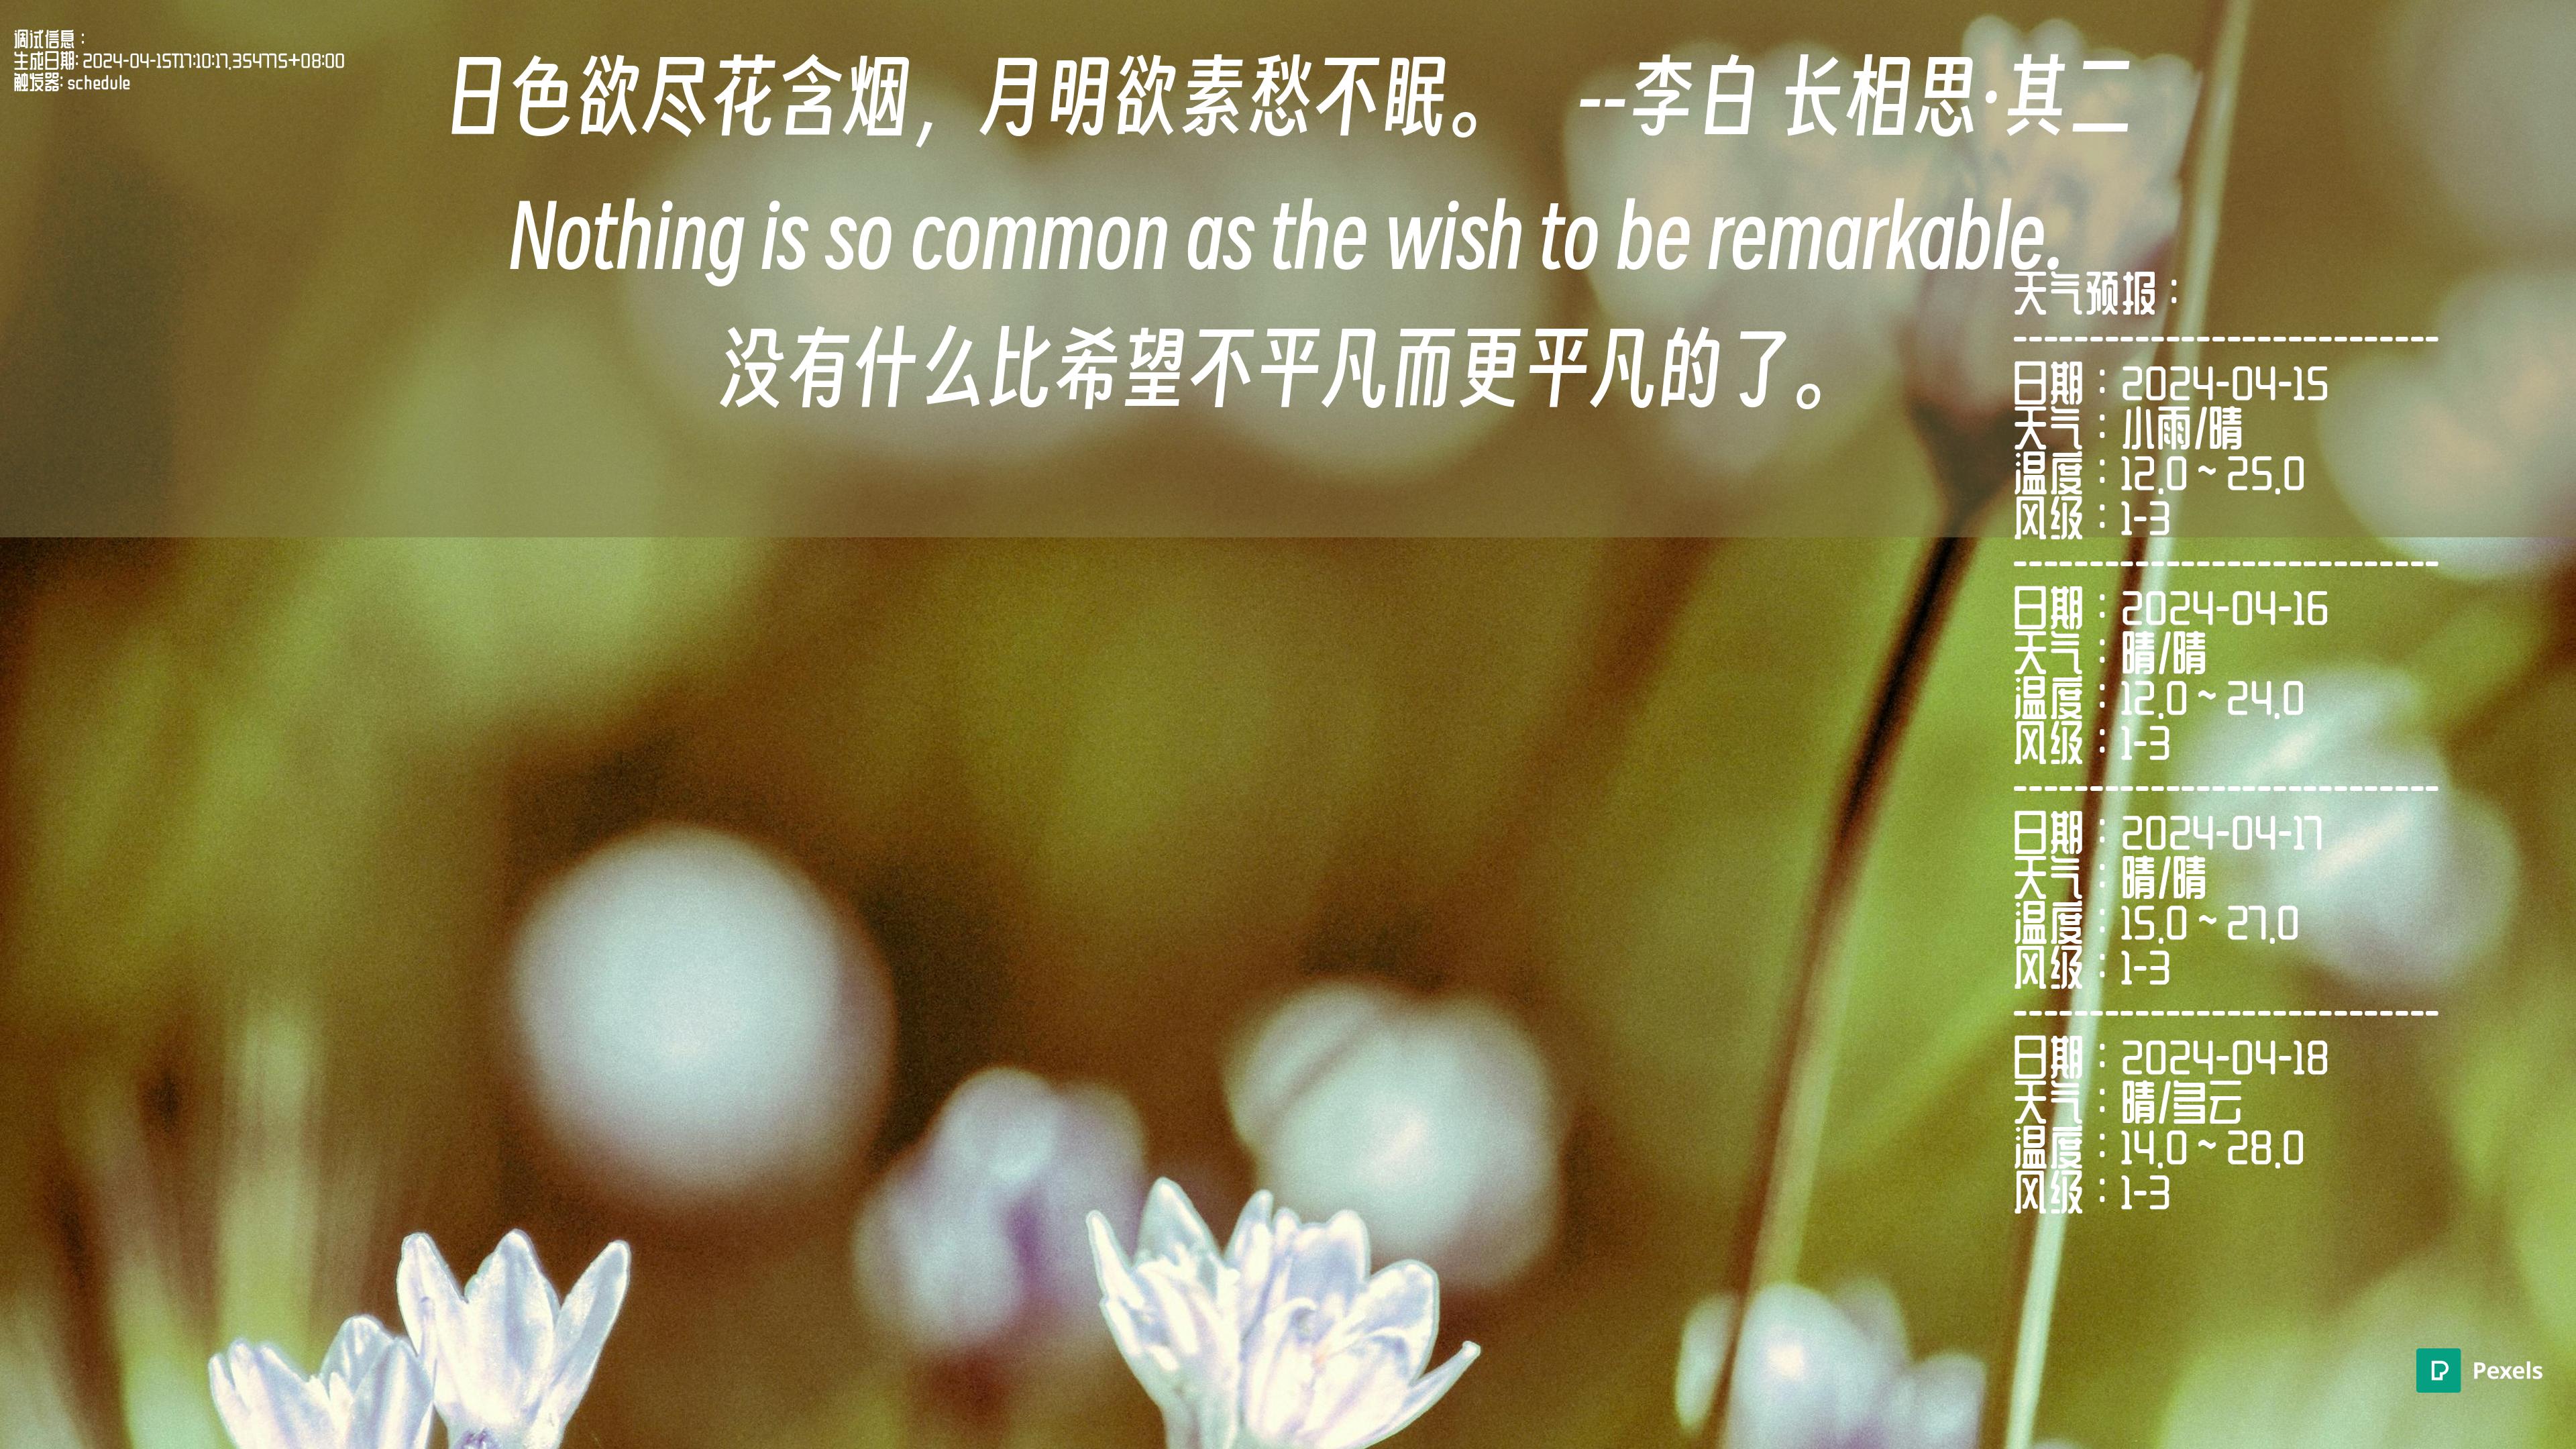 调试信息：
生成日期: 2024-04-15T17:10:17.354775+08:00
触发器: schedule
日色欲尽花含烟，月明欲素愁不眠。 --李白 长相思·其二
Nothing is so common as the wish to be remarkable.
没有什么比希望不平凡而更平凡的了。
天气预报：
----------------------------
日期：2024-04-15
天气：小雨/晴
温度：12.0 ~ 25.0
风级：1-3
----------------------------
日期：2024-04-16
天气：晴/晴
温度：12.0 ~ 24.0
风级：1-3
----------------------------
日期：2024-04-17
天气：晴/晴
温度：15.0 ~ 27.0
风级：1-3
----------------------------
日期：2024-04-18
天气：晴/多云
温度：14.0 ~ 28.0
风级：1-3
Pexels